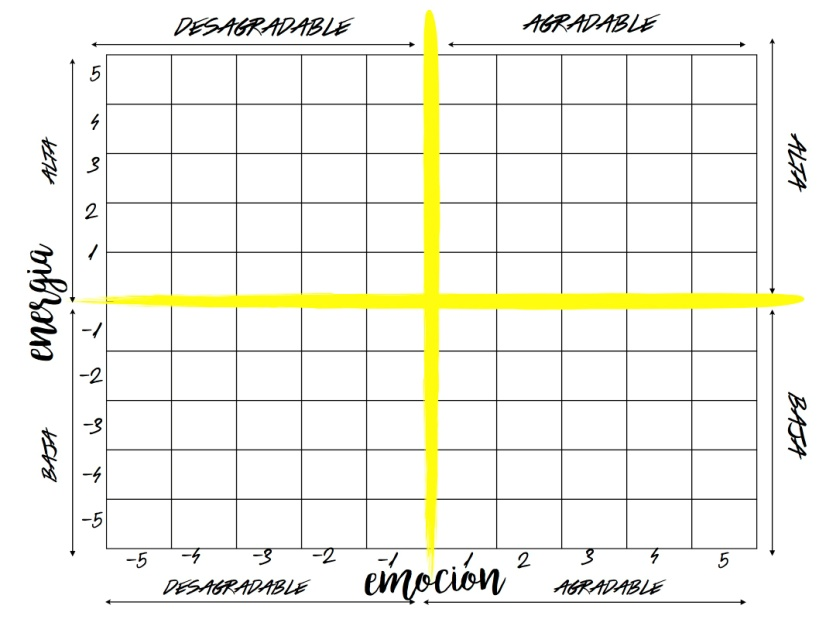 DESAGRADABLE AGRADABLE
5
4
3
2
1
-1
-2
-3
-4
-5
ALTA
energia
BAJA
ALTA
BAJA
-5 -4 -3 -2 -1 1 2 3 4 5
DESAGRADABLE emoción AGRADABLE